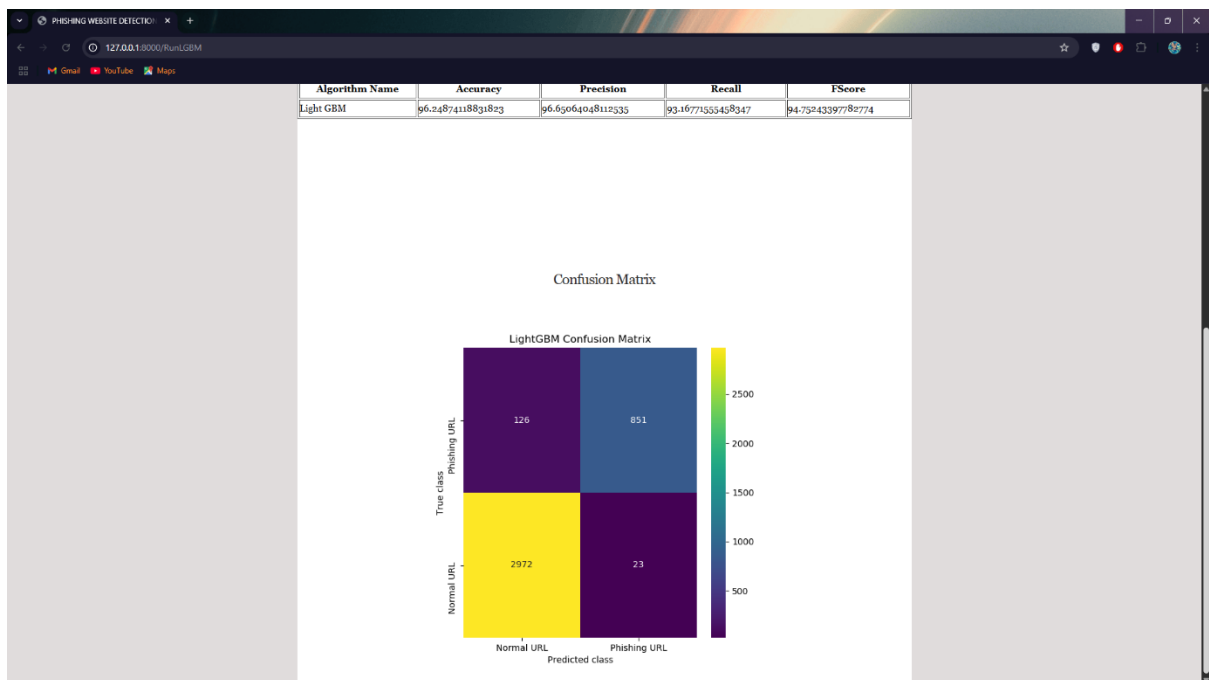 PHISHING WEBSITE DETECTION
127.0.0.1:8000/RunLGBM
Gmail YouTube Maps
Algorithm Name Accuracy Precision Recall FScore
Light GBM 96.24874118831823 96.65064048112535 93.16771555458347 94.75243397782774
Confusion Matrix
LightGBM Confusion Matrix
126 851
2972 23
Phishing URL
Normal URL
True class
Normal URL Phishing URL
Predicted class
2500
2000
1500
1000
500